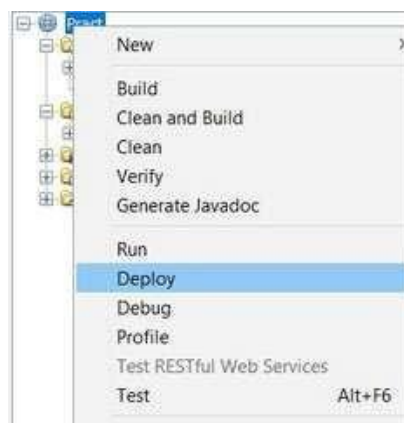 Pract
New
Build
Clean and Build
Clean
Verify
Generate Javadoc
Run
Deploy
Debug
Profile
Test RESTful Web Services
Test Alt+F6